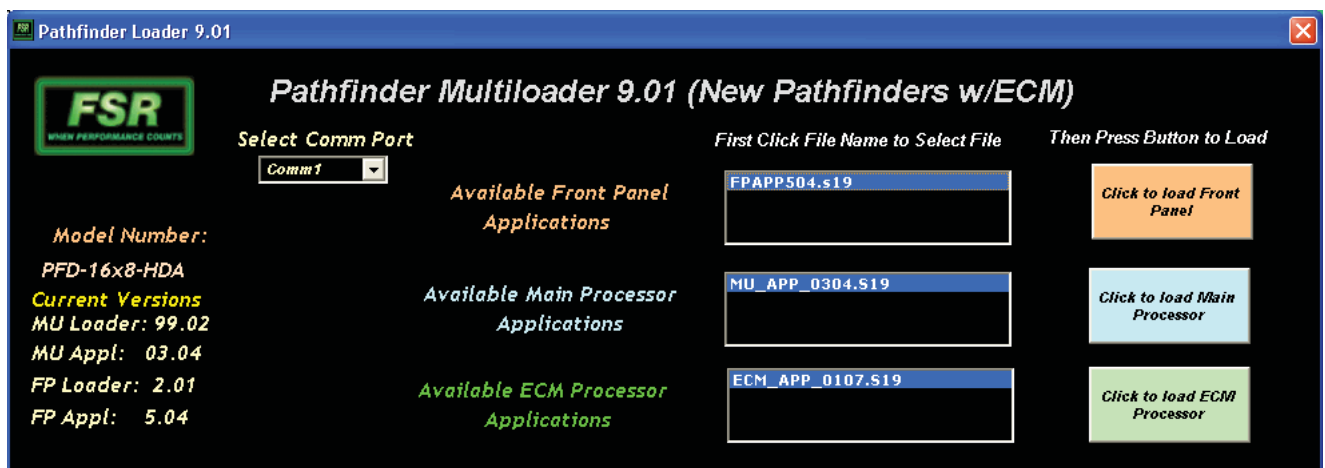 Pathfinder Loader 9.01
FSR
WHEN PERFORMANCE COUNTS
Pathfinder Multiloader 9.01 (New Pathfinders w/ECM)
Select Comm Port
Comm1
First Click File Name to Select File
Then Press Button to Load
Available Front Panel
Applications
FPAPP504.s19
Click to load Front
Panel
Model Number:
PFD-16x8-HDA
Current Versions
MU Loader: 99.02
MU Appl: 03.04
FP Loader: 2.01
FP Appl: 5.04
Available Main Processor
Applications
MU_APP_0304.S19
Click to load Main
Processor
Available ECM Processor
Applications
ECM_APP_0107.S19
Click to load ECM
Processor